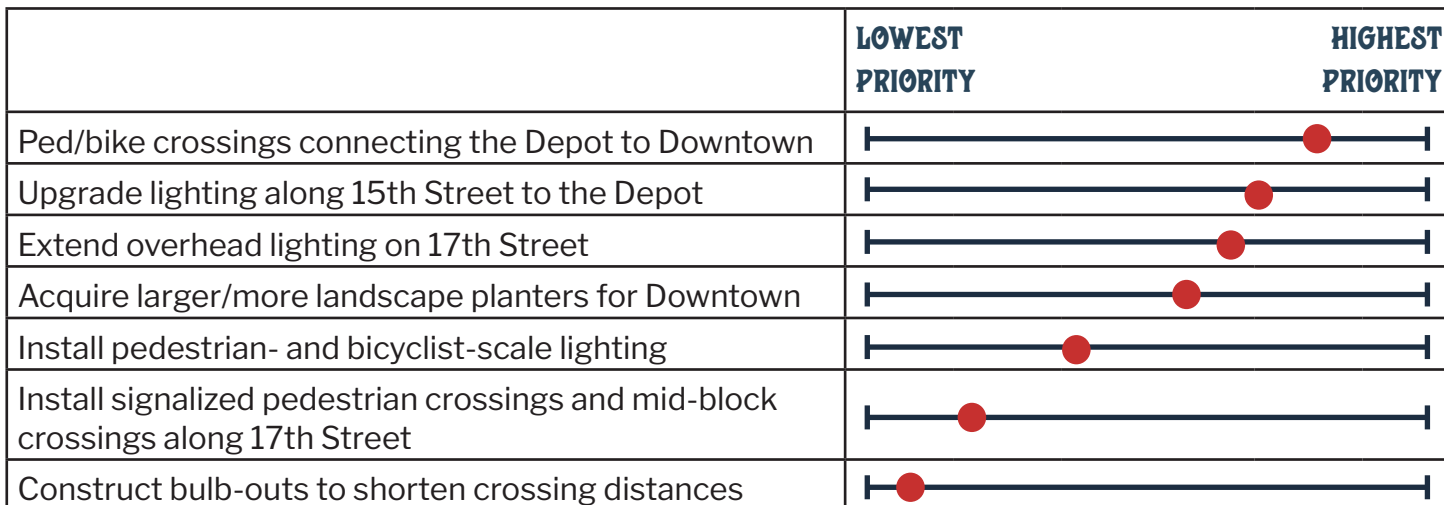 LOWEST HIGHEST
PRIORITY PRIORITY
Ped/bike crossings connecting the Depot to Downtown
Upgrade lighting along 15th Street to the Depot
Extend overhead lighting on 17th Street
Acquire larger/more landscape planters for Downtown
Install pedestrian- and bicyclist-scale lighting
Install signalized pedestrian crossings and mid-block
crossings along 17th Street
Construct bulb-outs to shorten crossing distances